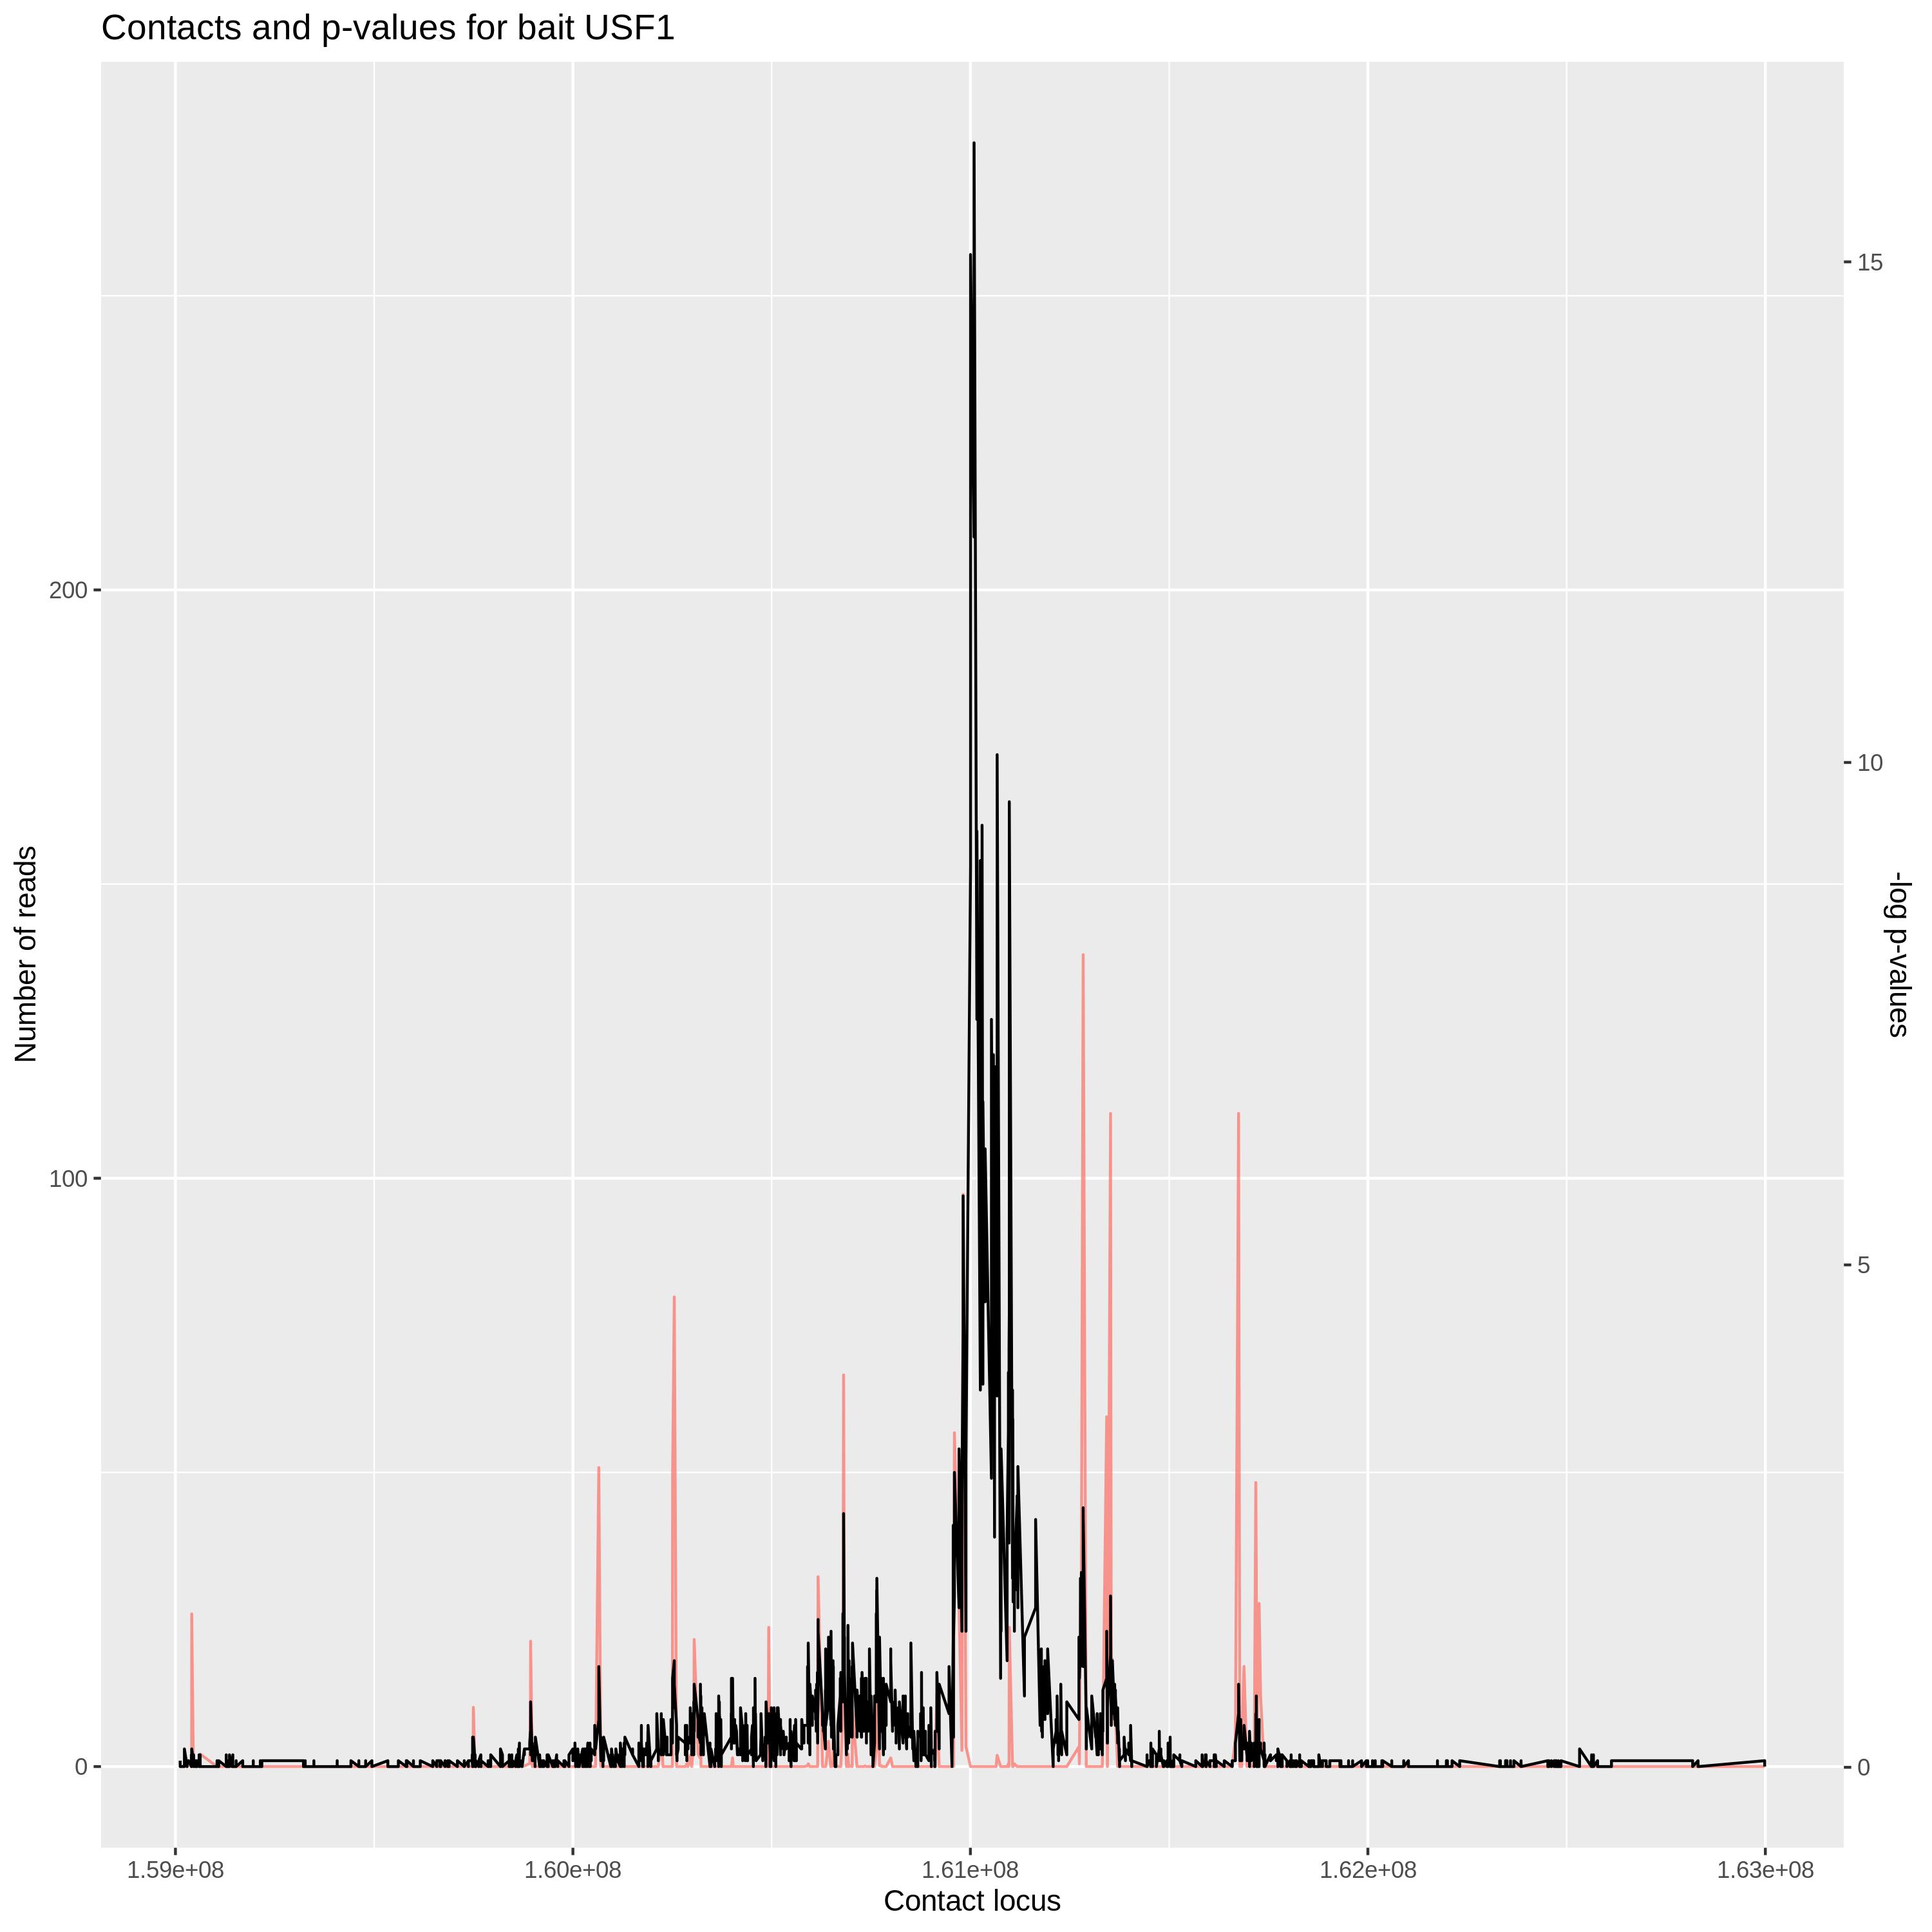 Contacts and p-values for bait USF1
Number of reads
200
100
0
15
10
5
0
-log p-values
1.59e+08 1.60e+08 1.61e+08 1.62e+08 1.63e+08
Contact locus